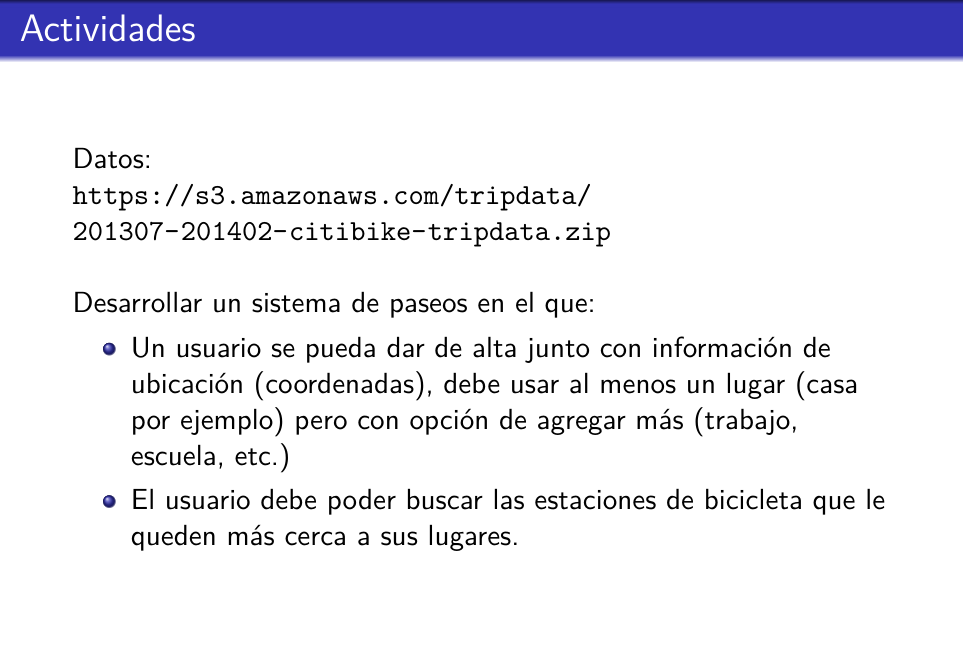 Actividades
Datos:
https://s3.amazonaws.com/tripdata/
201307-201402-citibike-tripdata.zip
Desarrollar un sistema de paseos en el que:
Un usuario se pueda dar de alta junto con información de
ubicación (coordenadas), debe usar al menos un lugar (casa
por ejemplo) pero con opción de agregar más (trabajo,
escuela, etc.)
El usuario debe poder buscar las estaciones de bicicleta que le
queden más cerca a sus lugares.